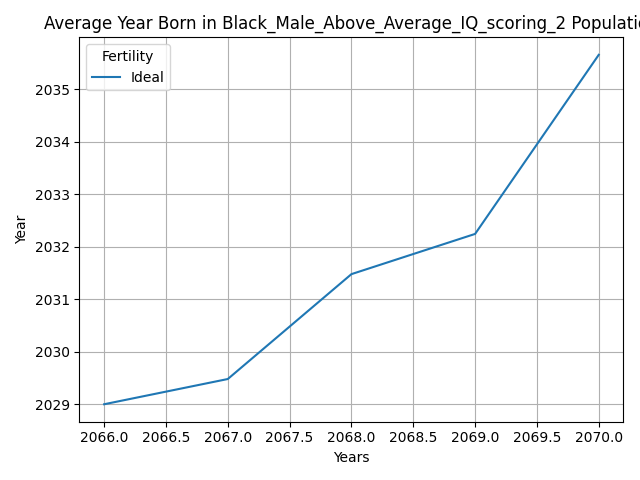 Average Year Born in Black_Male_Above_Average_IQ_scoring_2 Populatio
Fertility
Ideal
Year
2035
2034
2033
2032
2031
2030
2029
2066.0 2066.5 2067.0 2067.5 2068.0 2068.5 2069.0 2069.5 2070.0
Years